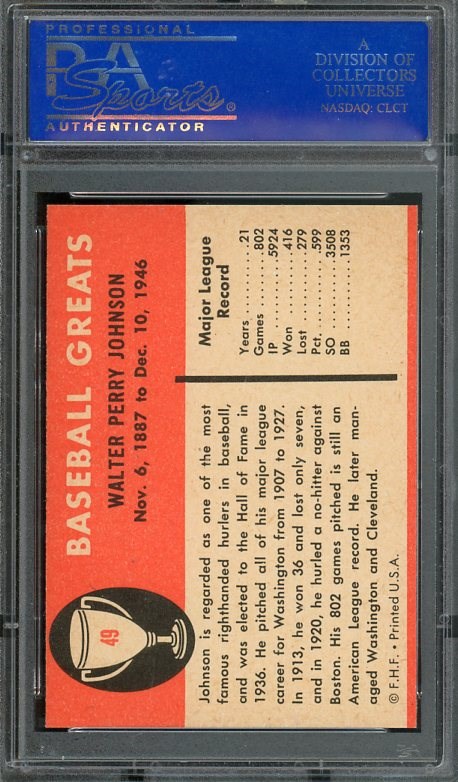 PROFESSIONAL
PSA
Sports®
AUTHENTICATOR
A
DIVISION OF
COLLECTORS
UNIVERSE
NASDAQ: CLCT
49
BASEBALL GREATS
WALTER PERRY JOHNSON
Nov. 6, 1887 to Dec. 10, 1946
Johnson is regarded as one of the most
famous righthanded hurlers in baseball,
and was elected to the Hall of Fame in
1936. He pitched all of his major league
career for Washington from 1907 to 1927.
In 1913, he won 36 and lost only seven,
and in 1920, he hurled a no-hitter against
Boston. His 802 games pitched is still an
American League record. He later man-
aged Washington and Cleveland.
© F.H.F. • Printed U.S.A.
Major League
Record
Years ............ 21
Games .......... 802
IP ................ 5924
Won ............ 416
Lost .............. 279
Pct. .............. .599
SO .............. 3508
BB .............. 1353